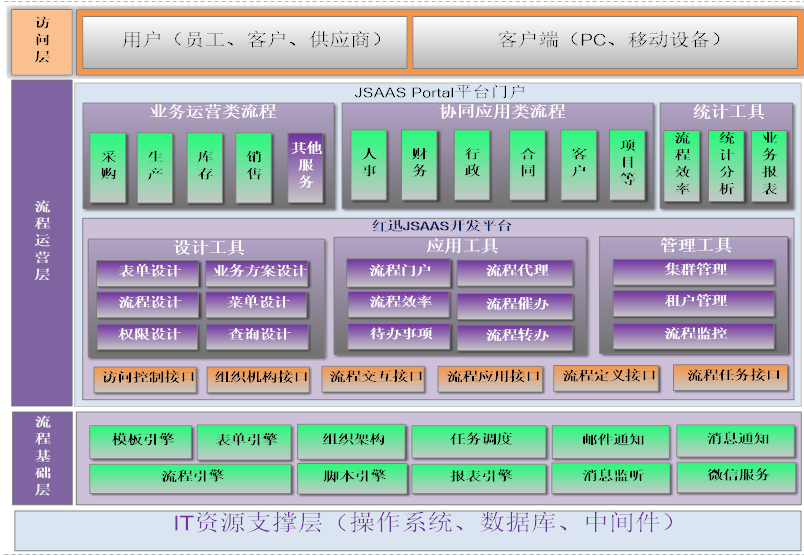 访问层
用户（员工、客户、供应商）
客户端（PC、移动设备）
流程运营层
JSAAS Portal平台门户
业务运营类流程
采购
生产
库存
销售
其他服务
协同应用类流程
人事
财务
行政
合同
客户
项目等
统计工具
流程效率
统计分析
业务报表
红迅JSAAS开发平台
设计工具
表单设计
业务方案设计
流程设计
菜单设计
权限设计
查询设计
应用工具
流程门户
流程代理
流程效率
流程催办
待办事项
流程转办
管理工具
集群管理
租户管理
流程监控
访问控制接口
组织机构接口
流程交互接口
流程应用接口
流程定义接口
流程任务接口
流程基础层
模板引擎
表单引擎
组织架构
任务调度
邮件通知
消息通知
流程引擎
脚本引擎
报表引擎
消息监听
微信服务
IT资源支撑层（操作系统、数据库、中间件）